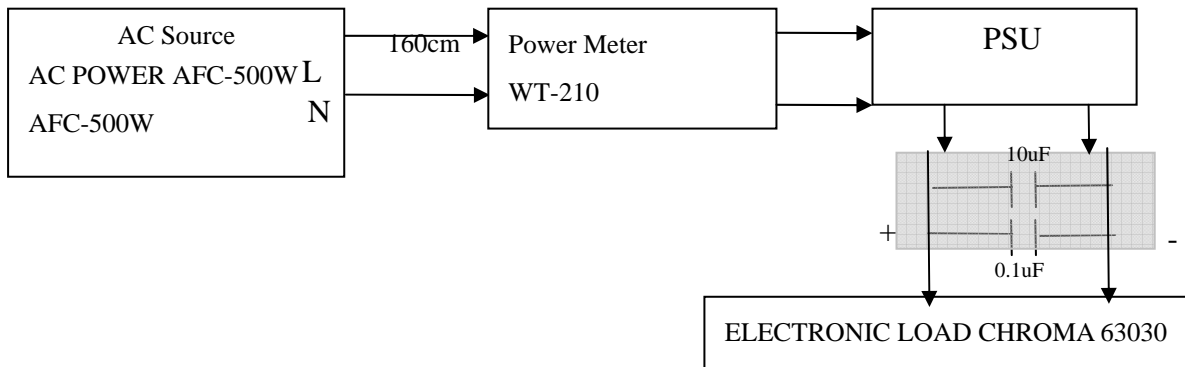 AC Source
AC POWER AFC-500W L
N
AFC-500W
160cm
Power Meter
WT-210
PSU
10uF
+
-
0.1uF
ELECTRONIC LOAD CHROMA 63030